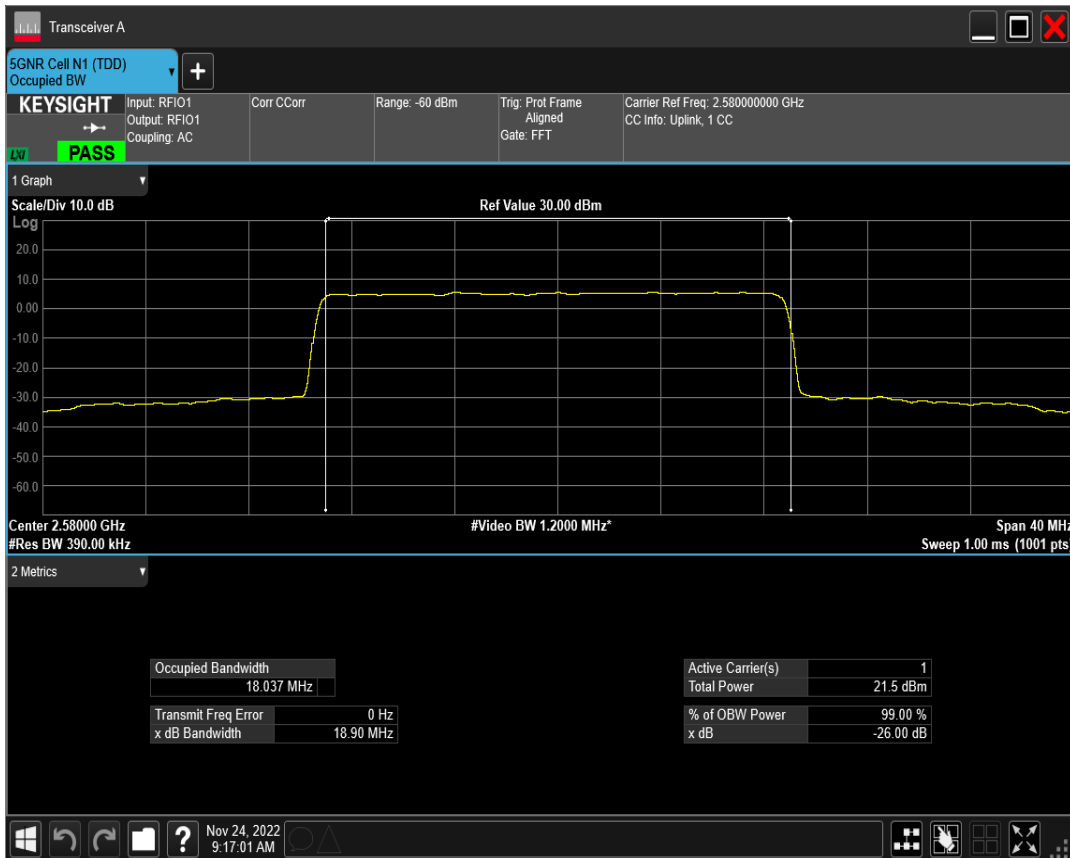 Transceiver A
5GNR Cell N1 (TDD)
Occupied BW
KEYSIGHT
LXI
PASS
Input: RFIO1
Output: RFIO1
Coupling: AC
Corr CCorr
Range: -60 dBm
Trig: Prot Frame
Aligned
Gate: FFT
Carrier Ref Freq: 2.580000000 GHz
CC Info: Uplink, 1 CC
1 Graph
Scale/Div 10.0 dB
Ref Value 30.00 dBm
Log
20.0
10.0
0.00
-10.0
-20.0
-30.0
-40.0
-50.0
-60.0
Center 2.58000 GHz
#Video BW 1.2000 MHz*
Span 40 MHz
#Res BW 390.00 kHz
Sweep 1.00 ms (1001 pts)
2 Metrics
Occupied Bandwidth
18.037 MHz
Transmit Freq Error 0 Hz
x dB Bandwidth 18.90 MHz
Active Carrier(s) 1
Total Power 21.5 dBm
% of OBW Power 99.00 %
x dB -26.00 dB
?
Nov 24, 2022
9:17:01 AM